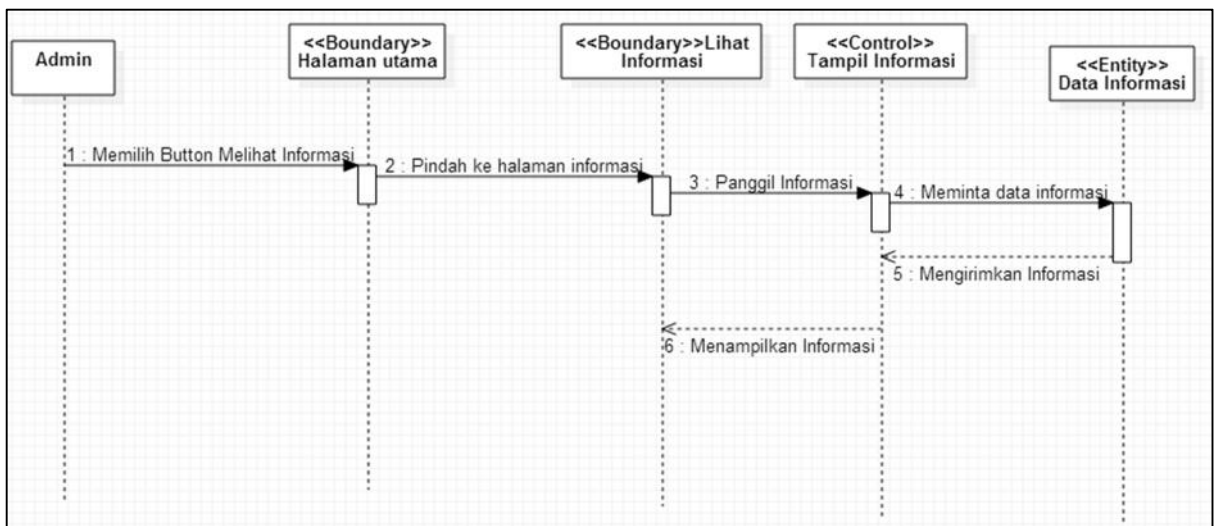 Admin
<<Boundary>>
Halaman utama
<<Boundary>>Lihat
Informasi
<<Control>>
Tampil Informasi
<<Entity>>
Data Informasi
1 : Memilih Button Melihat Informasi
2 : Pindah ke halaman informasi
3 : Panggil Informasi
4 : Meminta data informasi
5 : Mengirimkan Informasi
6 : Menampilkan Informasi